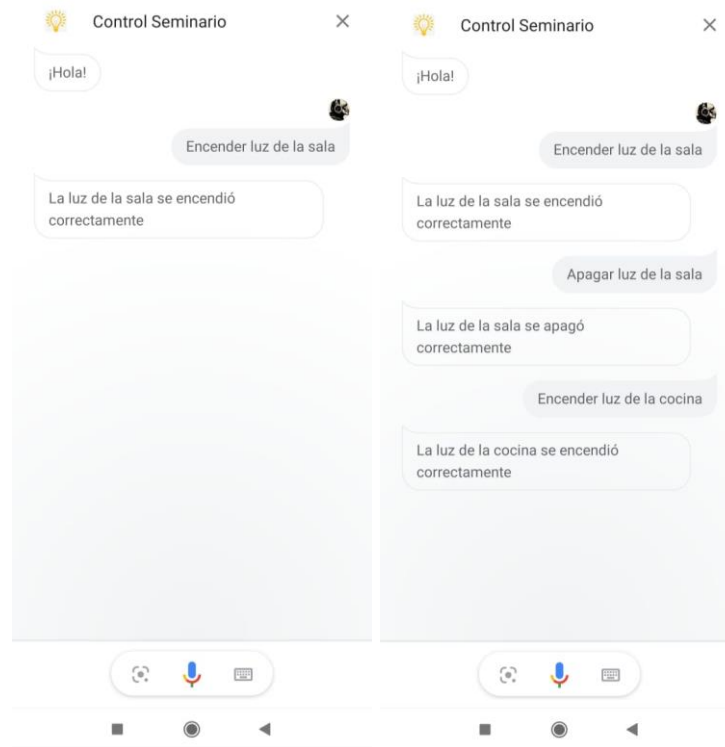 Control Seminario
¡Hola!
Encender luz de la sala
La luz de la sala se encendió
correctamente
Control Seminario
¡Hola!
Encender luz de la sala
La luz de la sala se encendió
correctamente
Apagar luz de la sala
La luz de la sala se apagó
correctamente
Encender luz de la cocina
La luz de la cocina se encendió
correctamente